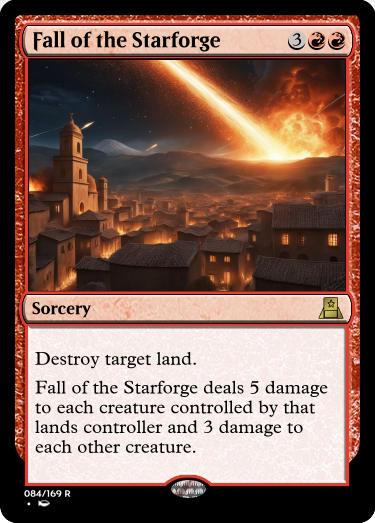 Fall of the Starforge 3
Sorcery
Destroy target land.
Fall of the Starforge deals 5 damage
to each creature controlled by that
lands controller and 3 damage to
each other creature.
084/169 R